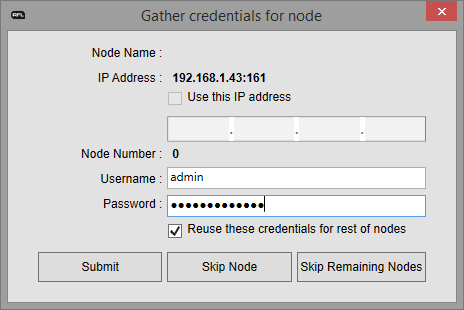 AFL
Gather credentials for node
Node Name :
IP Address : 192.168.1.43:161
Use this IP address
. . .
Node Number : 0
Username : admin
Password : ●●●●●●●●●●●●●
Reuse these credentials for rest of nodes
Submit Skip Node Skip Remaining Nodes